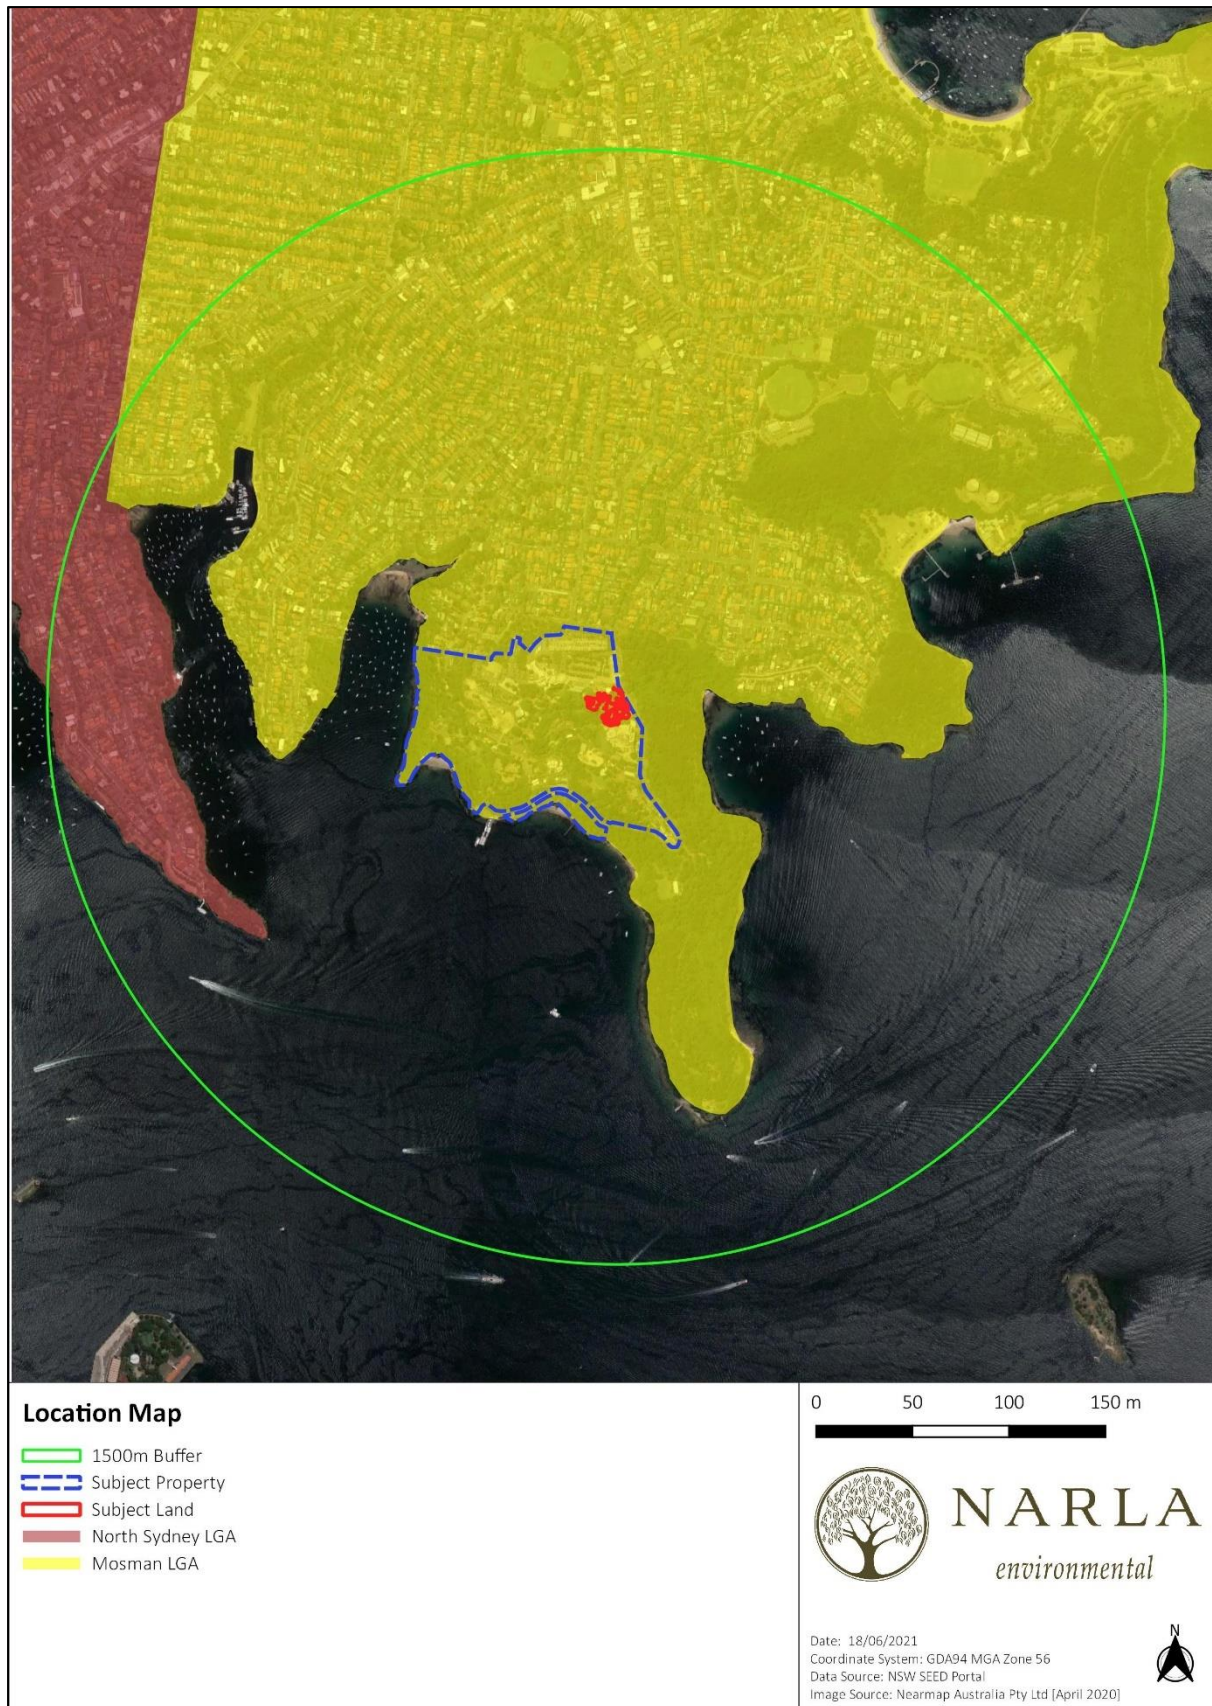 Location Map
1500m Buffer
Subject Property
Subject Land
North Sydney LGA
Mosman LGA
0 50 100 150 m
NARLA
environmental
Date: 18/06/2021
Coordinate System: GDA94 MGA Zone 56
Data Source: NSW SEED Portal
Image Source: Nearmap Australia Pty Ltd [April 2020]
N